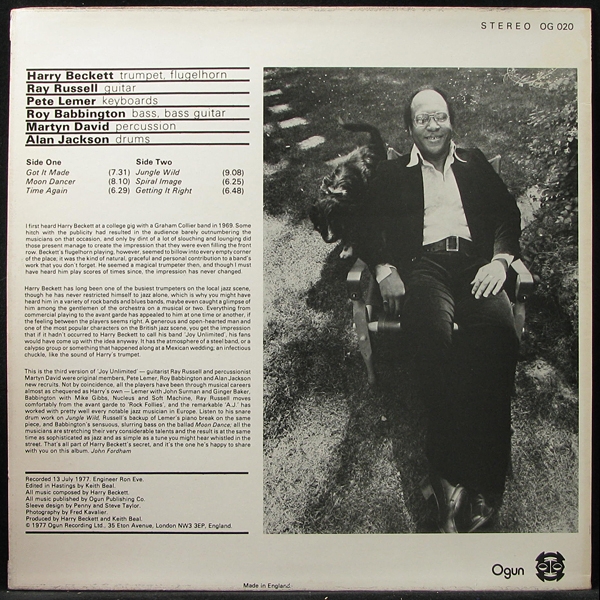 STEREO OG 020
Harry Beckett trumpet, flugelhorn
Ray Russell guitar
Pete Lemer keyboards
Roy Babbington bass, bass guitar
Martyn David percussion
Alan Jackson drums
Side One
Got It Made (7.31)
Moon Dancer (8.10)
Time Again (6.29)
Side Two
Jungle Wild (9.08)
Spiral Image (6.25)
Getting It Right (6.48)
I first heard Harry Beckett at a college gig with a Graham Collier band in 1969. Some
hitch with the publicity had resulted in the audience barely outnumbering the
musicians on that occasion, and only by dint of a lot of slouching and lounging did
those present manage to create the impression that they were even filling the front
row. Beckett's flugelhorn playing, however, seemed to blow into every empty corner
of the place; it was the kind of natural, graceful and personal contribution to a band's
work that you don't forget. He seemed a magical trumpeter then, and though I must
have heard him play scores of times since, the impression has never changed.
Harry Beckett has long been one of the busiest trumpeters on the local jazz scene,
though he has never restricted himself to jazz alone, which is why you might have
heard him in a variety of rock bands and blues bands, maybe even caught a glimpse of
him among the gentlemen of the orchestra on a musical or two. Everything from
commercial playing to the avant garde has appealed to him at one time or another, if
the feeling between the players seems right. A generous and open-hearted man and
one of the most popular characters on the British jazz scene, you get the impression
that if it hadn't occurred to Harry Beckett to call his band 'Joy Unlimited', his fans
would have come up with the idea anyway. It has the atmosphere of a steel band, or a
calypso group or something that happened along at a Mexican wedding; an infectious
chuckle, like the sound of Harry's trumpet.
This is the third version of 'Joy Unlimited' — guitarist Ray Russell and percussionist
Martyn David were original members, Pete Lemer, Roy Babbington and Alan Jackson
new recruits. Not by coincidence, all the players have been through musical careers
almost as chequered as Harry's own — Lemer with John Surman and Ginger Baker,
Babbington with Mike Gibbs, Nucleus and Soft Machine, Ray Russell moves
comfortably from the avant garde to 'Rock Follies', and the remarkable 'A.J.' has
worked with pretty well every notable jazz musician in Europe. Listen to his snare
drum work on Jungle Wild, Russell's backup of Lemer's piano break on the same
piece, and Babbington's sensuous, slurring bass on the ballad Moon Dance; all the
musicians are stretching their very considerable talents and the result is at the same
time as sophisticated as jazz and as simple as a tune you might hear whistled in the
street. That's all part of Harry Beckett's secret, and it's the one he's happy to share
with you on this album. John Fordham
Recorded 13 July 1977. Engineer Ron Eve.
Edited in Hastings by Keith Beal.
All music composed by Harry Beckett.
All music published by Ogun Publishing Co.
Sleeve design by Penny and Steve Taylor.
Photography by Fred Kavalier.
Produced by Harry Beckett and Keith Beal.
© 1977 Ogun Recording Ltd., 35 Eton Avenue, London NW3 3EP, England.
Ogun
Made in England